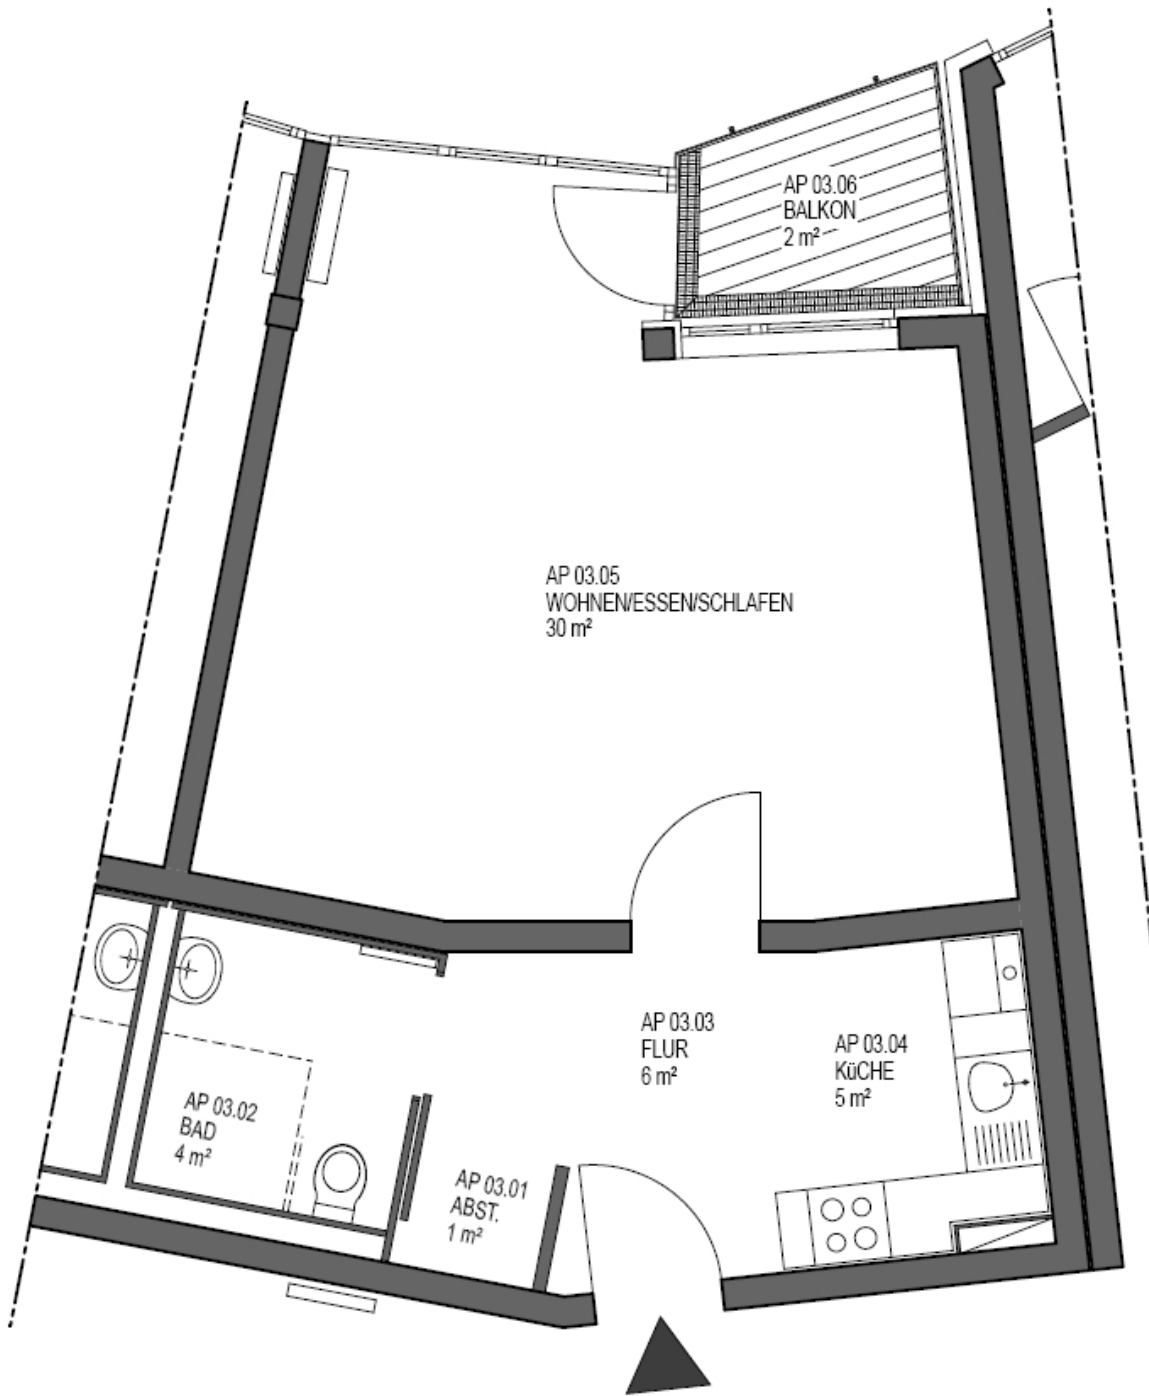 AP 03.06
BALKON
2 m²
AP 03.05
WOHNEN/ESSEN/SCHLAFEN
30 m²
AP 03.03
FLUR
6 m²
AP 03.04
KüCHE
5 m²
AP 03.02
BAD
4 m²
AP 03.01
ABST.
1 m²